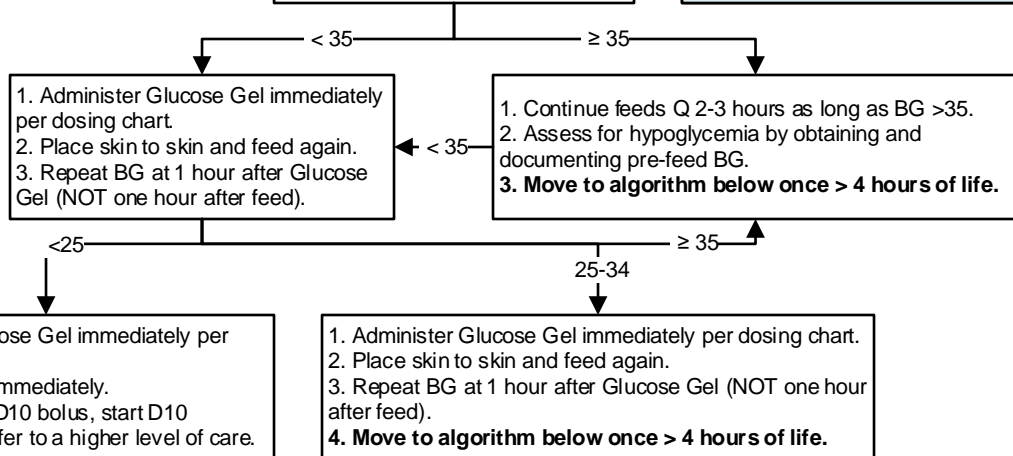 < 35
≥ 35
1. Administer Glucose Gel immediately
per dosing chart.
2. Place skin to skin and feed again.
3. Repeat BG at 1 hour after Glucose
Gel (NOT one hour after feed).
< 35
1. Continue feeds Q 2-3 hours as long as BG >35.
2. Assess for hypoglycemia by obtaining and
documenting pre-feed BG.
3. Move to algorithm below once > 4 hours of life.
<25
≥ 35
25-34
Gel immediately per
D10 bolus, start D10
to a higher level of care.
1. Administer Glucose Gel immediately per dosing chart.
2. Place skin to skin and feed again.
3. Repeat BG at 1 hour after Glucose Gel (NOT one hour
after feed).
4. Move to algorithm below once > 4 hours of life.